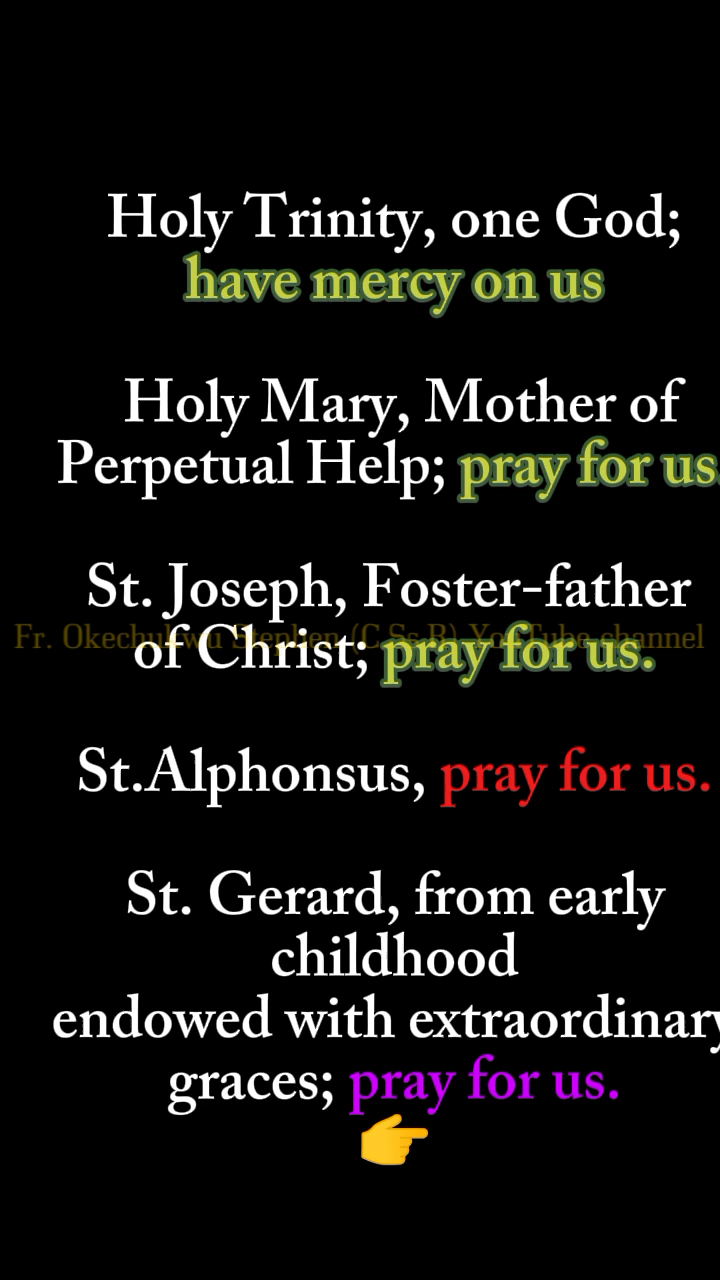 Holy Trinity, one God;
have mercy on us
Holy Mary, Mother of
Perpetual Help; pray for us.
St. Joseph, Foster-father
Fr. Okechukwu Stephen (C.Ss.R) YouTube channel
of Christ; pray for us.
St.Alphonsus, pray for us.
St. Gerard, from early
childhood
endowed with extraordinary
graces; pray for us.